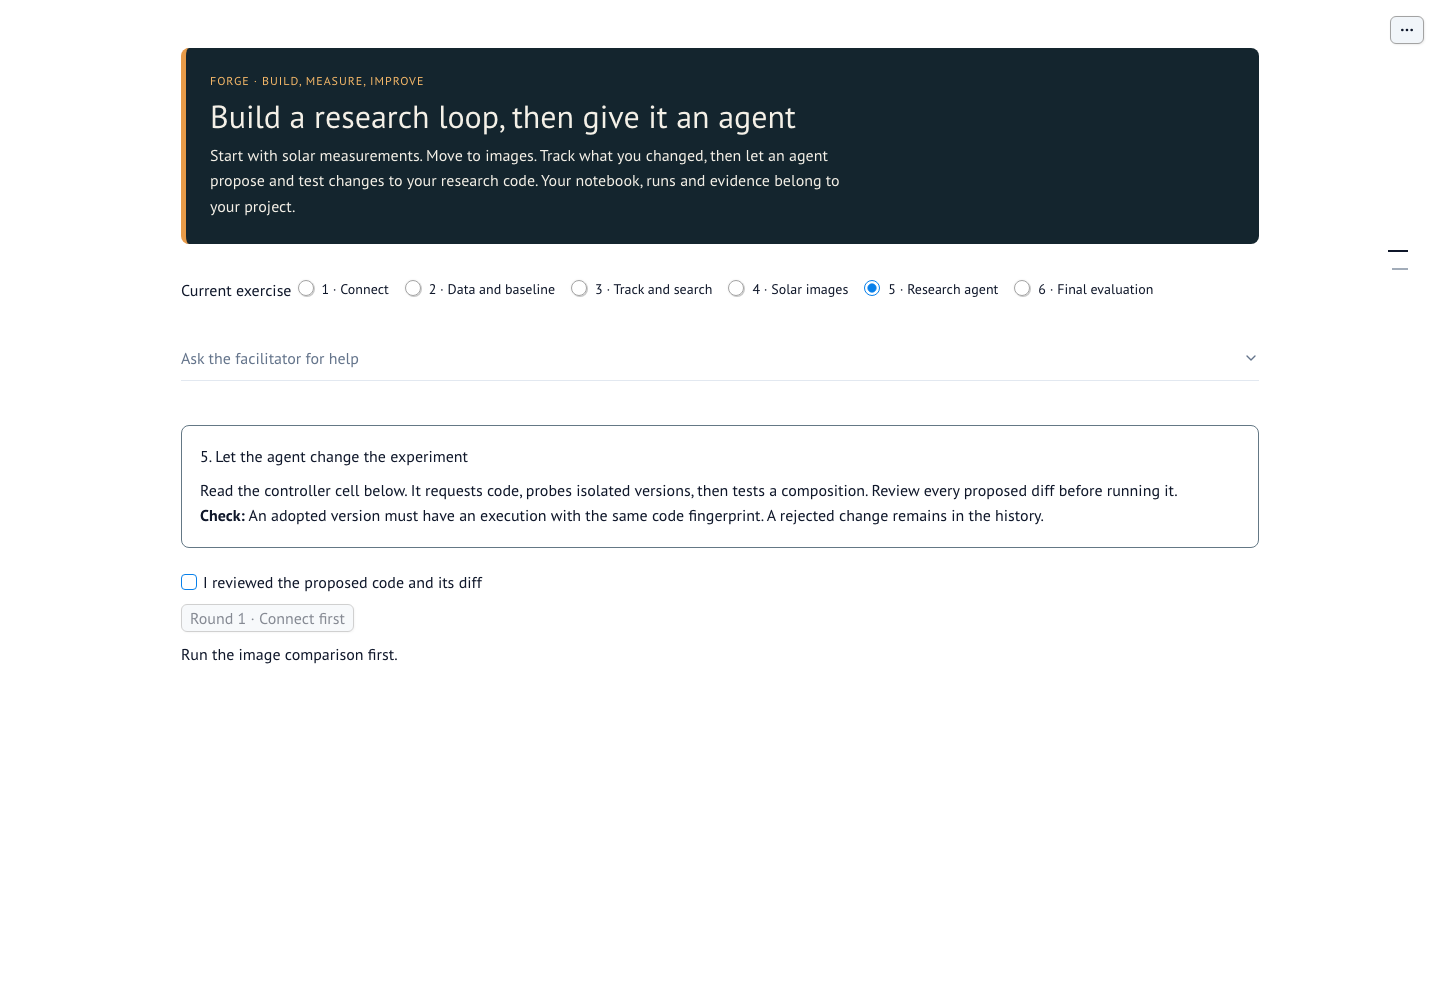 FORGE · BUILD, MEASURE, IMPROVE
Build a research loop, then give it an agent
Start with solar measurements. Move to images. Track what you changed, then let an agent
propose and test changes to your research code. Your notebook, runs and evidence belong to
your project.
Current exercise 1 · Connect 2 · Data and baseline 3 · Track and search 4 · Solar images 5 · Research agent 6 · Final evaluation
Ask the facilitator for help
5. Let the agent change the experiment
Read the controller cell below. It requests code, probes isolated versions, then tests a composition. Review every proposed diff before running it.
Check: An adopted version must have an execution with the same code fingerprint. A rejected change remains in the history.
I reviewed the proposed code and its diff
Round 1 · Connect first
Run the image comparison first.